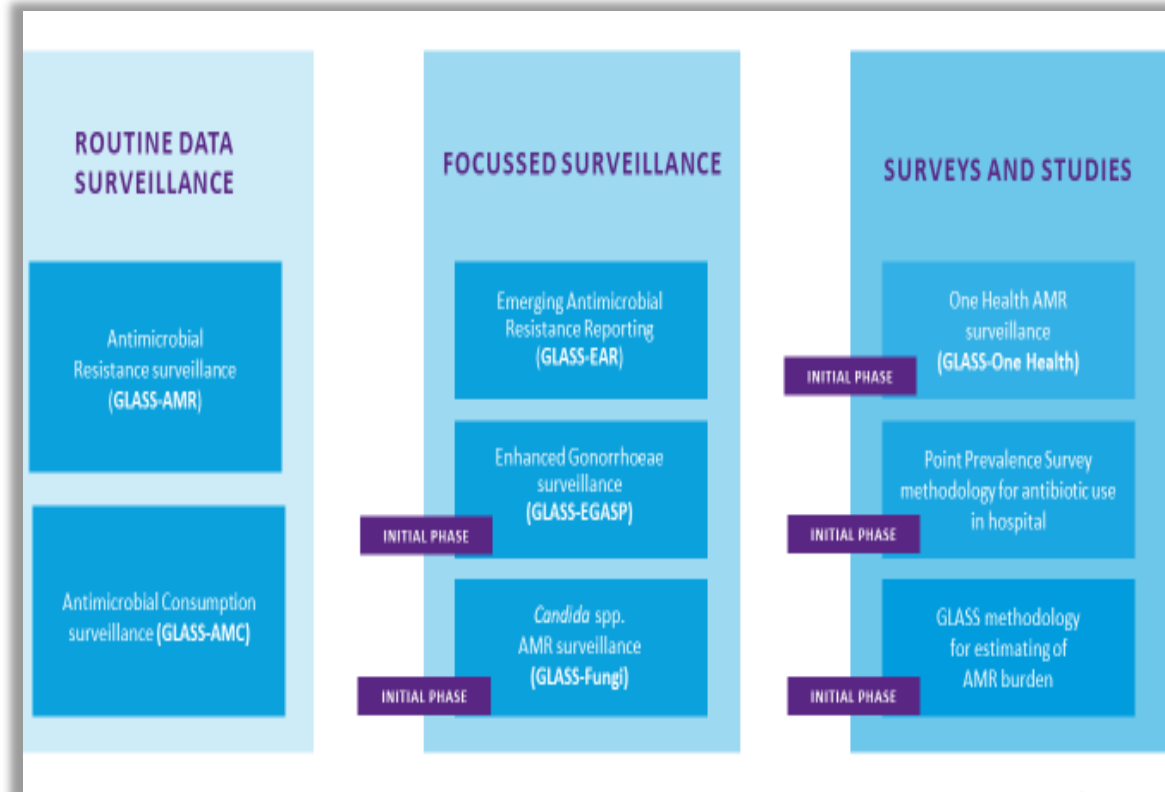 ROUTINE DATA
SURVEILLANCE
Antimicrobial
Resistance surveillance
(GLASS-AMR)
Antimicrobial Consumption
surveillance (GLASS-AMC)
FOCUSSED SURVEILLANCE
Emerging Antimicrobial
Resistance Reporting
(GLASS-EAR)
Enhanced Gonorrhoeae
surveillance
(GLASS-EGASP)
INITIAL PHASE
Candida spp.
AMR surveillance
(GLASS-Fungi)
INITIAL PHASE
SURVEYS AND STUDIES
One Health AMR
surveillance
(GLASS-One Health)
INITIAL PHASE
Point Prevalence Survey
methodology for antibiotic use
in hospital
INITIAL PHASE
GLASS methodology
for estimating of
AMR burden
INITIAL PHASE